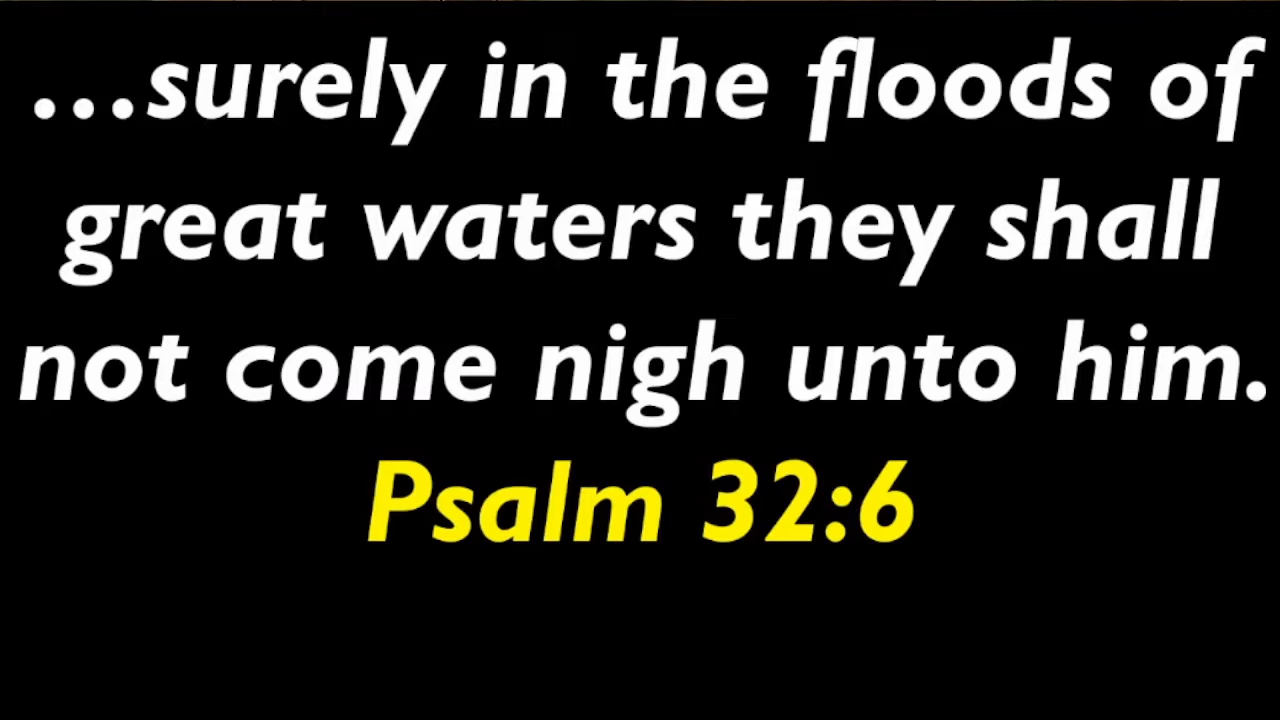 …surely in the floods of
great waters they shall
not come nigh unto him.
Psalm 32:6